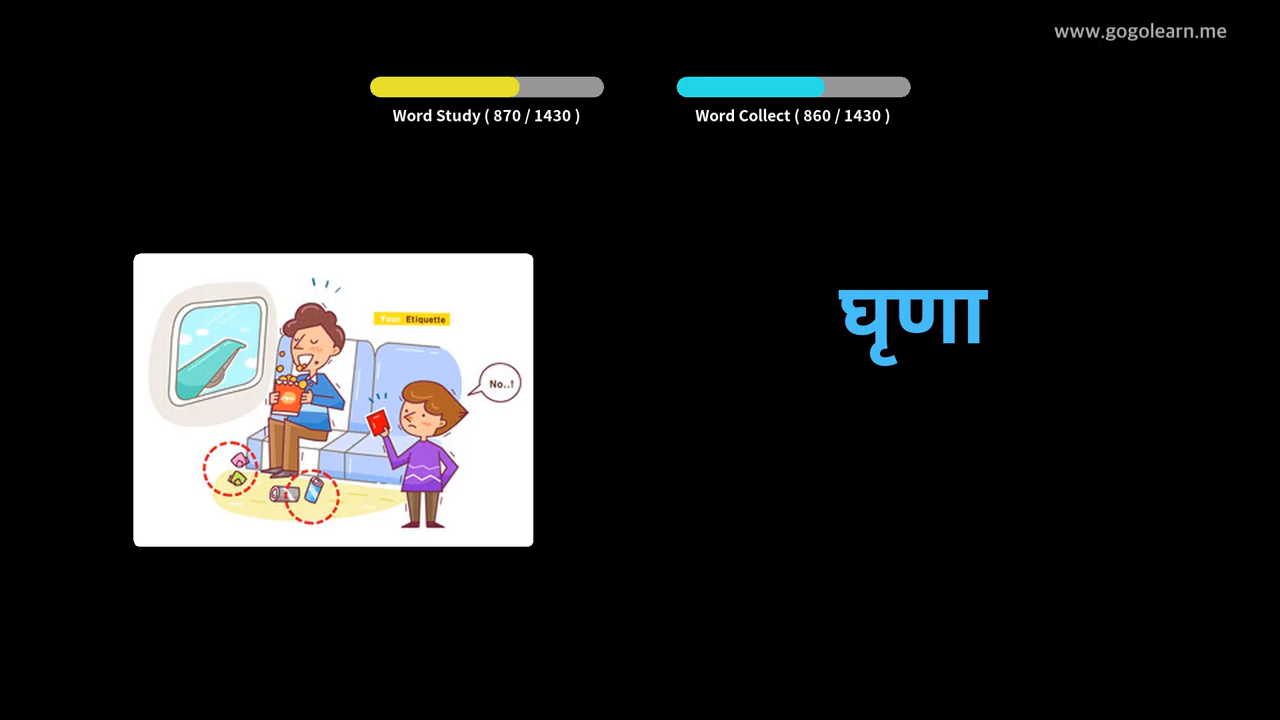 www.gogolearn.me
Word Study ( 870 / 1430 )
Word Collect ( 860 / 1430 )
Your Etiquette
No..!
घृणा